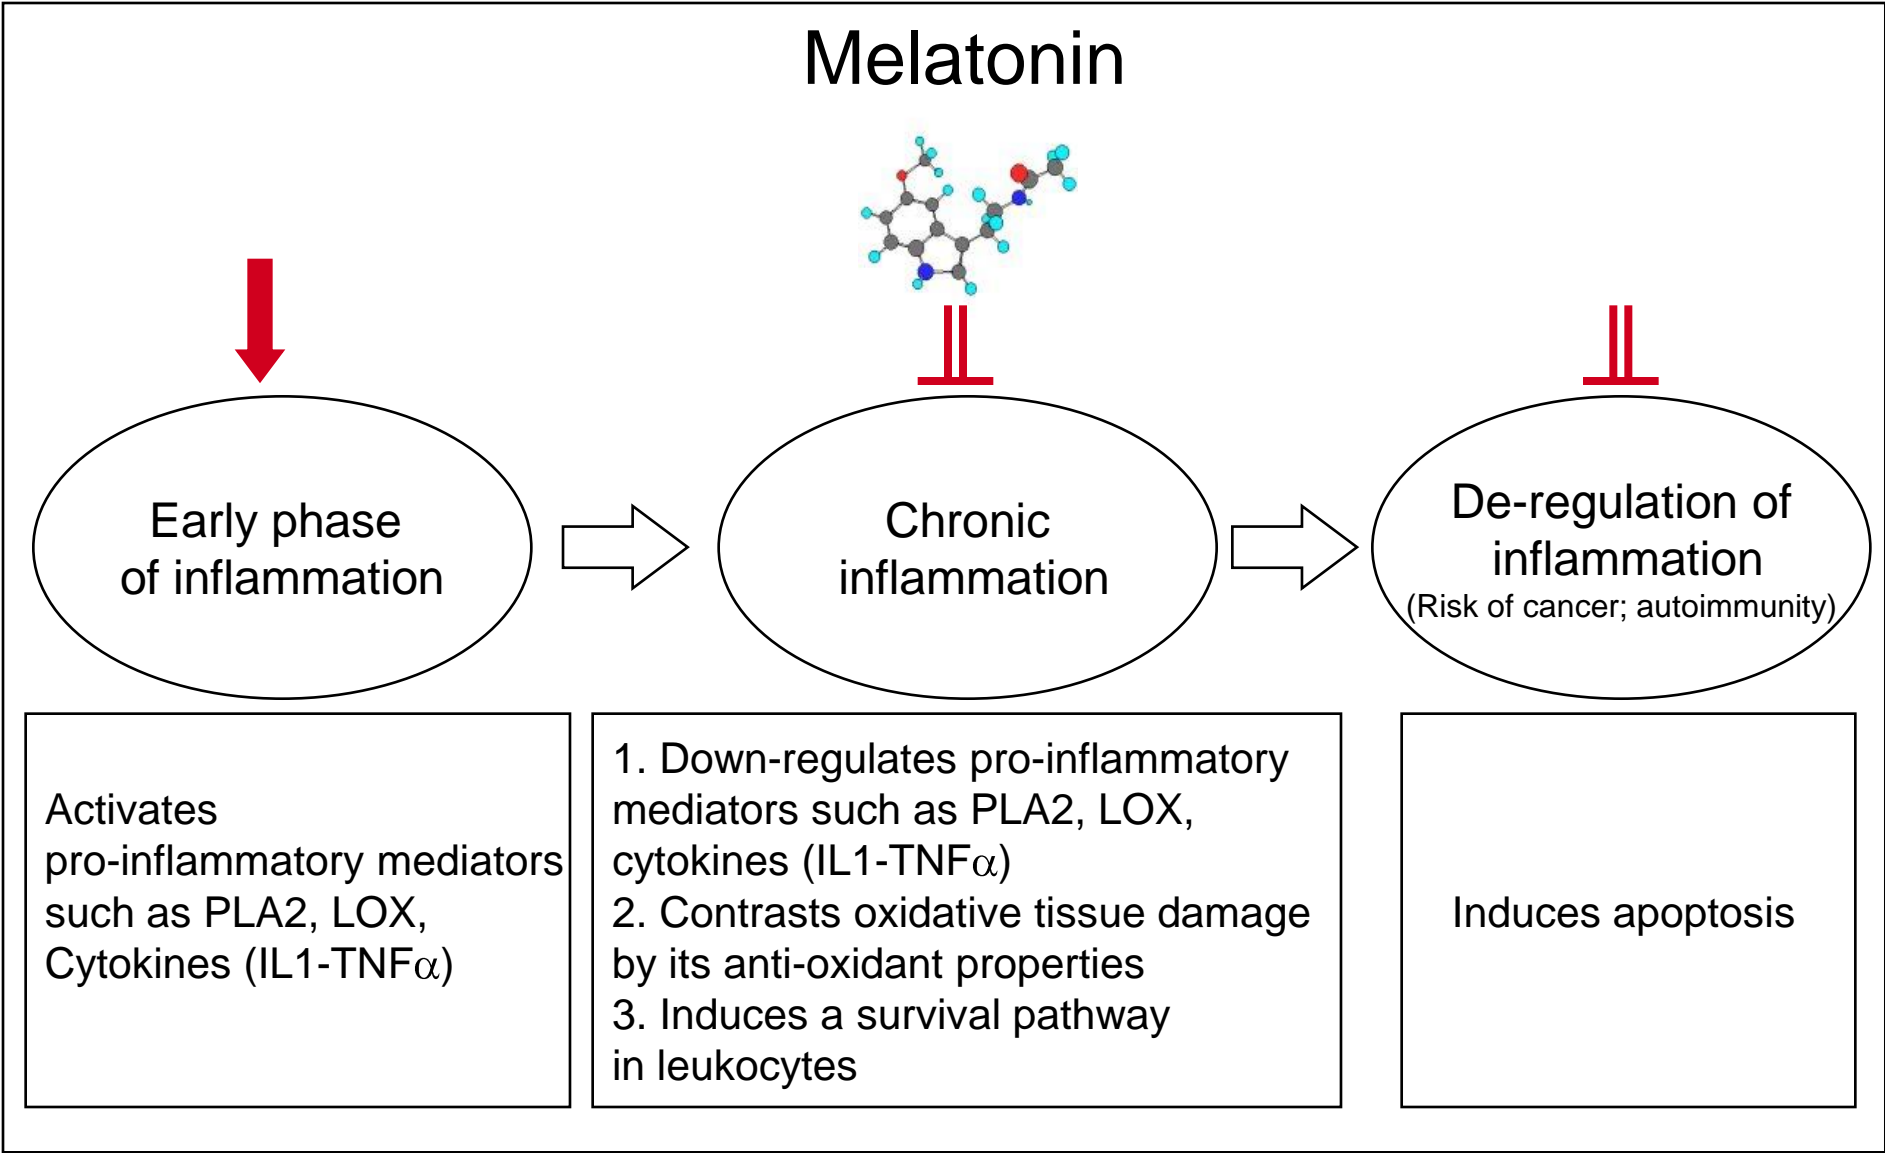 Melatonin
Early phase
of inflammation
Chronic
inflammation
De-regulation of
inflammation
(Risk of cancer; autoimmunity)
Activates
pro-inflammatory mediators
such as PLA2, LOX,
Cytokines (IL1-TNFα)
1. Down-regulates pro-inflammatory
mediators such as PLA2, LOX,
cytokines (IL1-TNFα)
2. Contrasts oxidative tissue damage
by its anti-oxidant properties
3. Induces a survival pathway
in leukocytes
Induces apoptosis